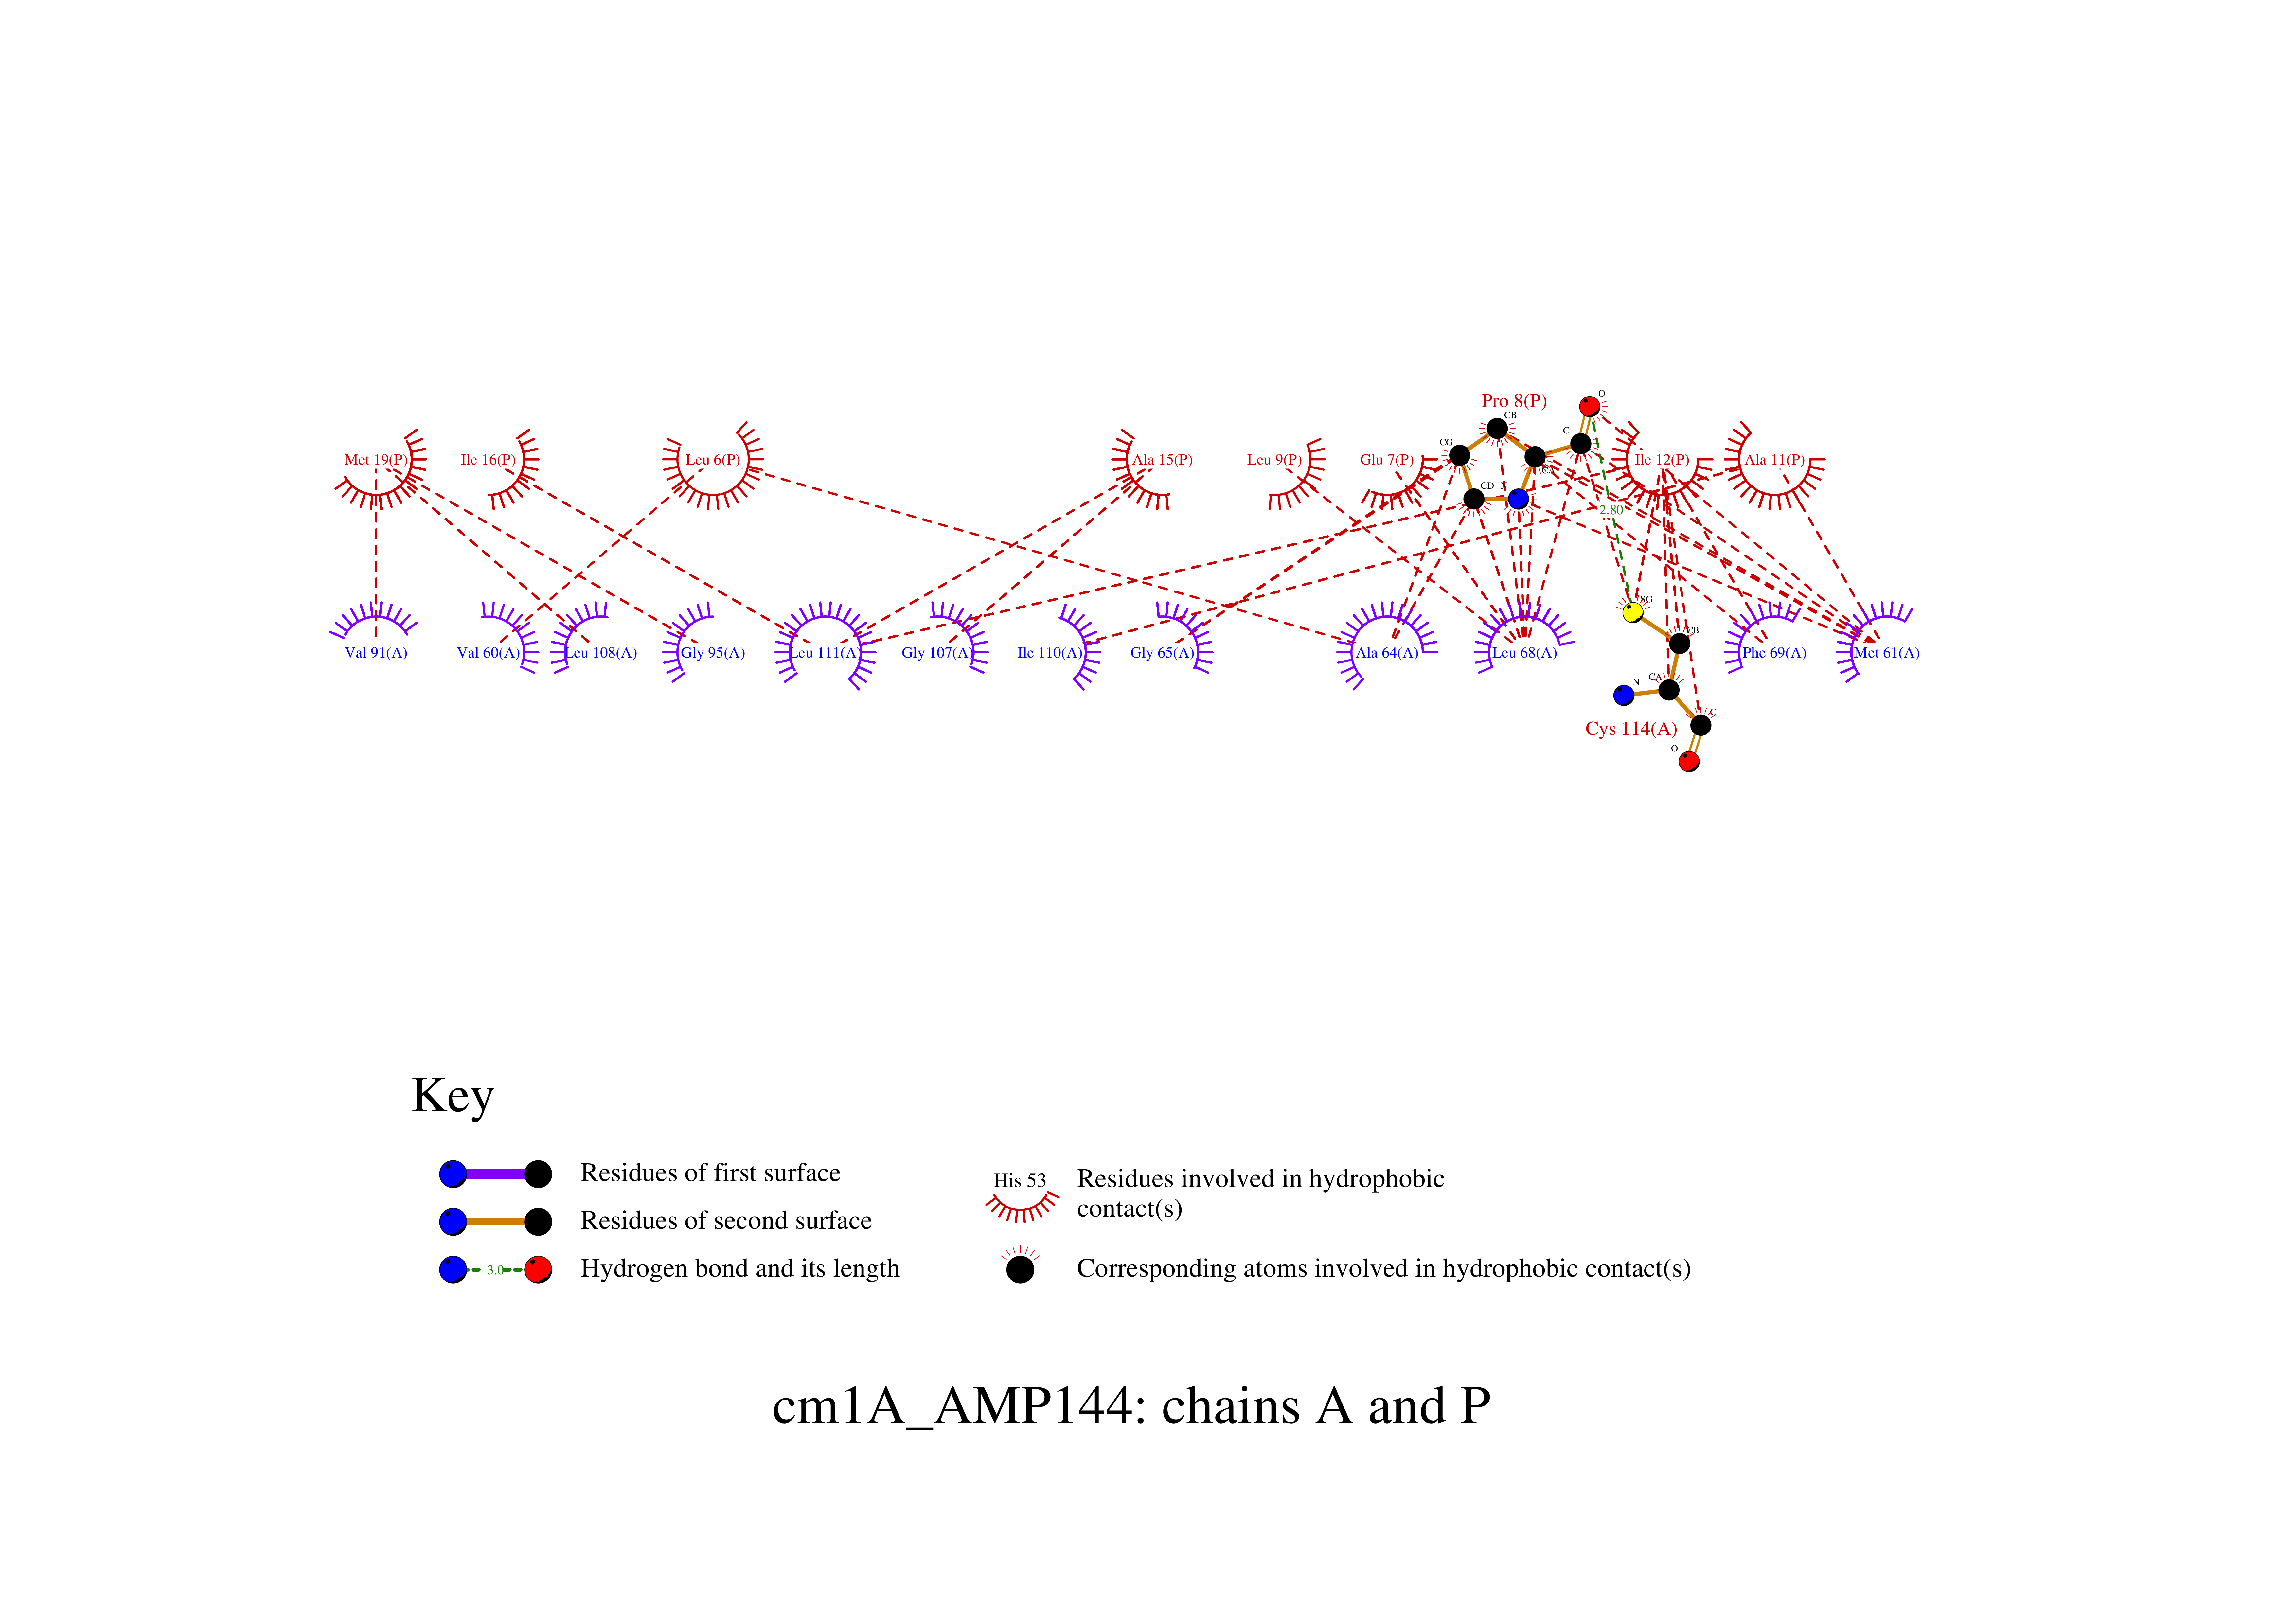 O
Pro 8(P)
CB
C
CG
Met 19(P) Ile 16(P) Leu 6(P) Ala 15(P) Leu 9(P) Glu 7(P) Ile 12(P) Ala 11(P)
CA
CD N
2.80
SG
CB
Val 91(A) Val 60(A) Leu 108(A) Gly 95(A) Leu 111(A) Gly 107(A) Ile 110(A) Gly 65(A) Ala 64(A) Leu 68(A) Phe 69(A) Met 61(A)
N CA
C
Cys 114(A)
O
Key
Residues of first surface
His 53 Residues involved in hydrophobic
contact(s)
Residues of second surface
3.0 Hydrogen bond and its length
Corresponding atoms involved in hydrophobic contact(s)
cm1A_AMP144: chains A and P